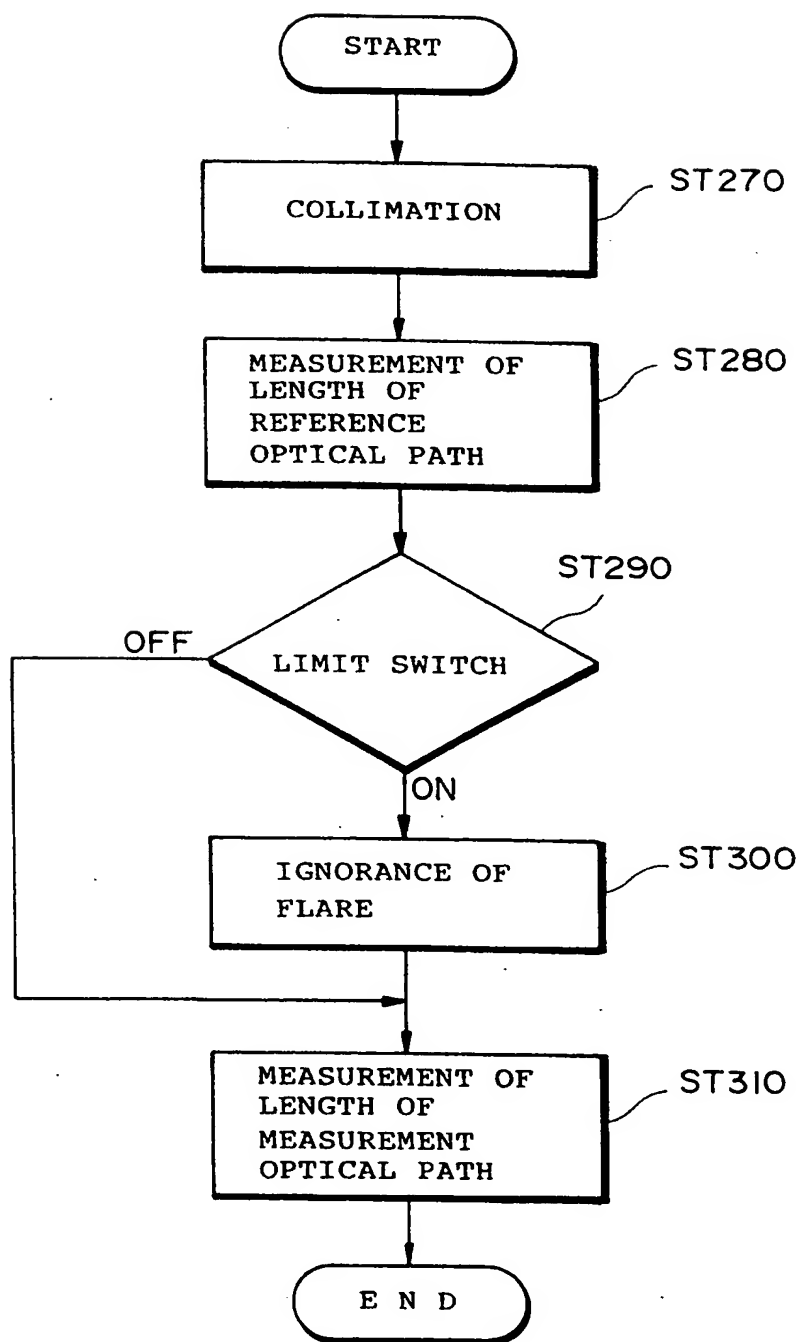 START
COLLIMATION
ST270
MEASUREMENT OF
LENGTH OF
REFERENCE
OPTICAL PATH
ST280
LIMIT SWITCH
ST290
OFF
ON
IGNORANCE OF
FLARE
ST300
MEASUREMENT OF
LENGTH OF
MEASUREMENT
OPTICAL PATH
ST310
E N D